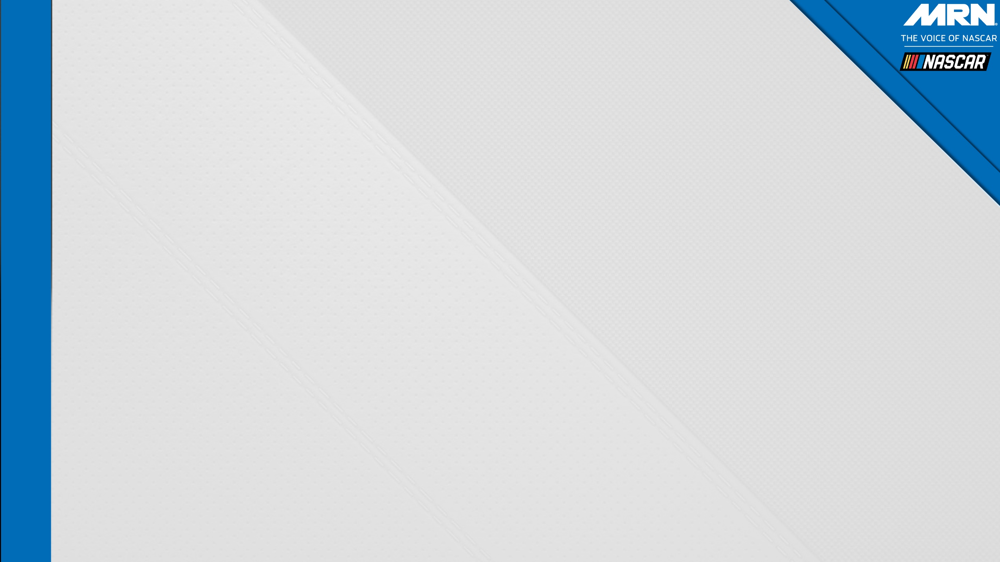 MRN®
THE VOICE OF NASCAR
NASCAR